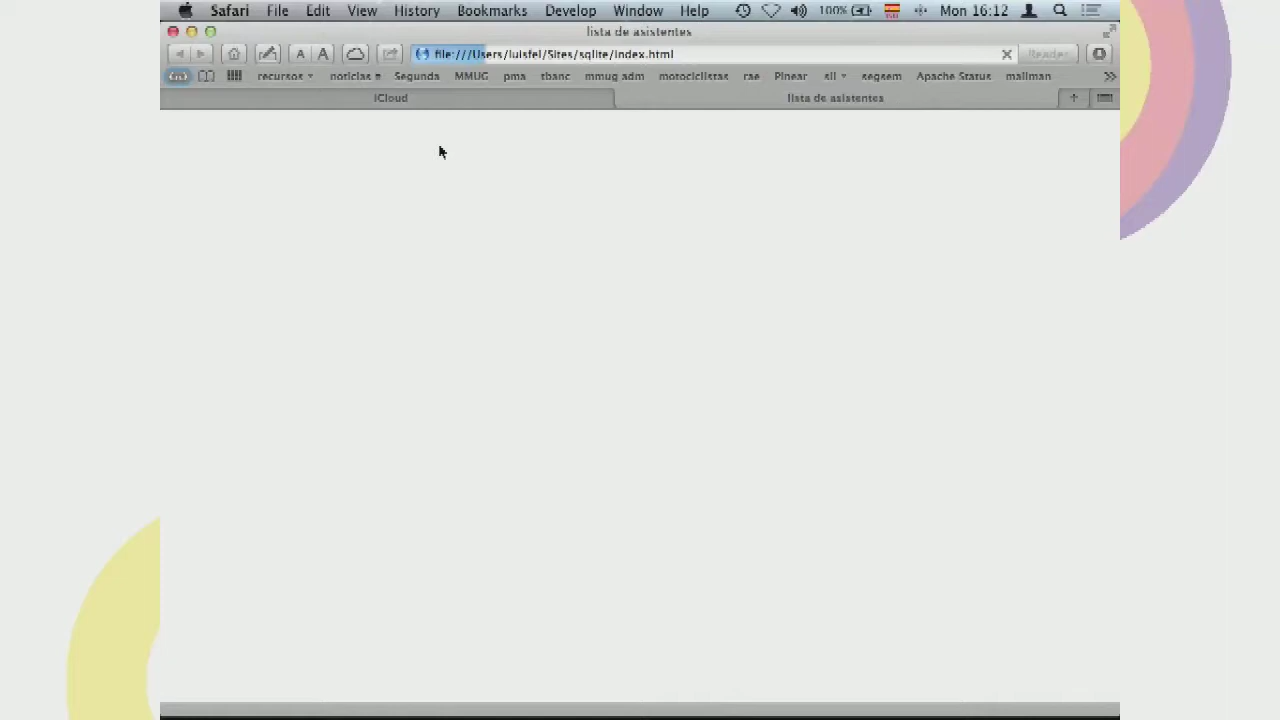 Safari File Edit View History Bookmarks Develop Window Help 100% Mon 16:12
lista de asistentes
A A file:///Users/luisfel/Sites/sqlite/index.html Reader
recursos noticias Segunda MMUG pma tbanc mmug adm motociclistas rae Pinear sil segsem Apache Status mailman
iCloud lista de asistentes